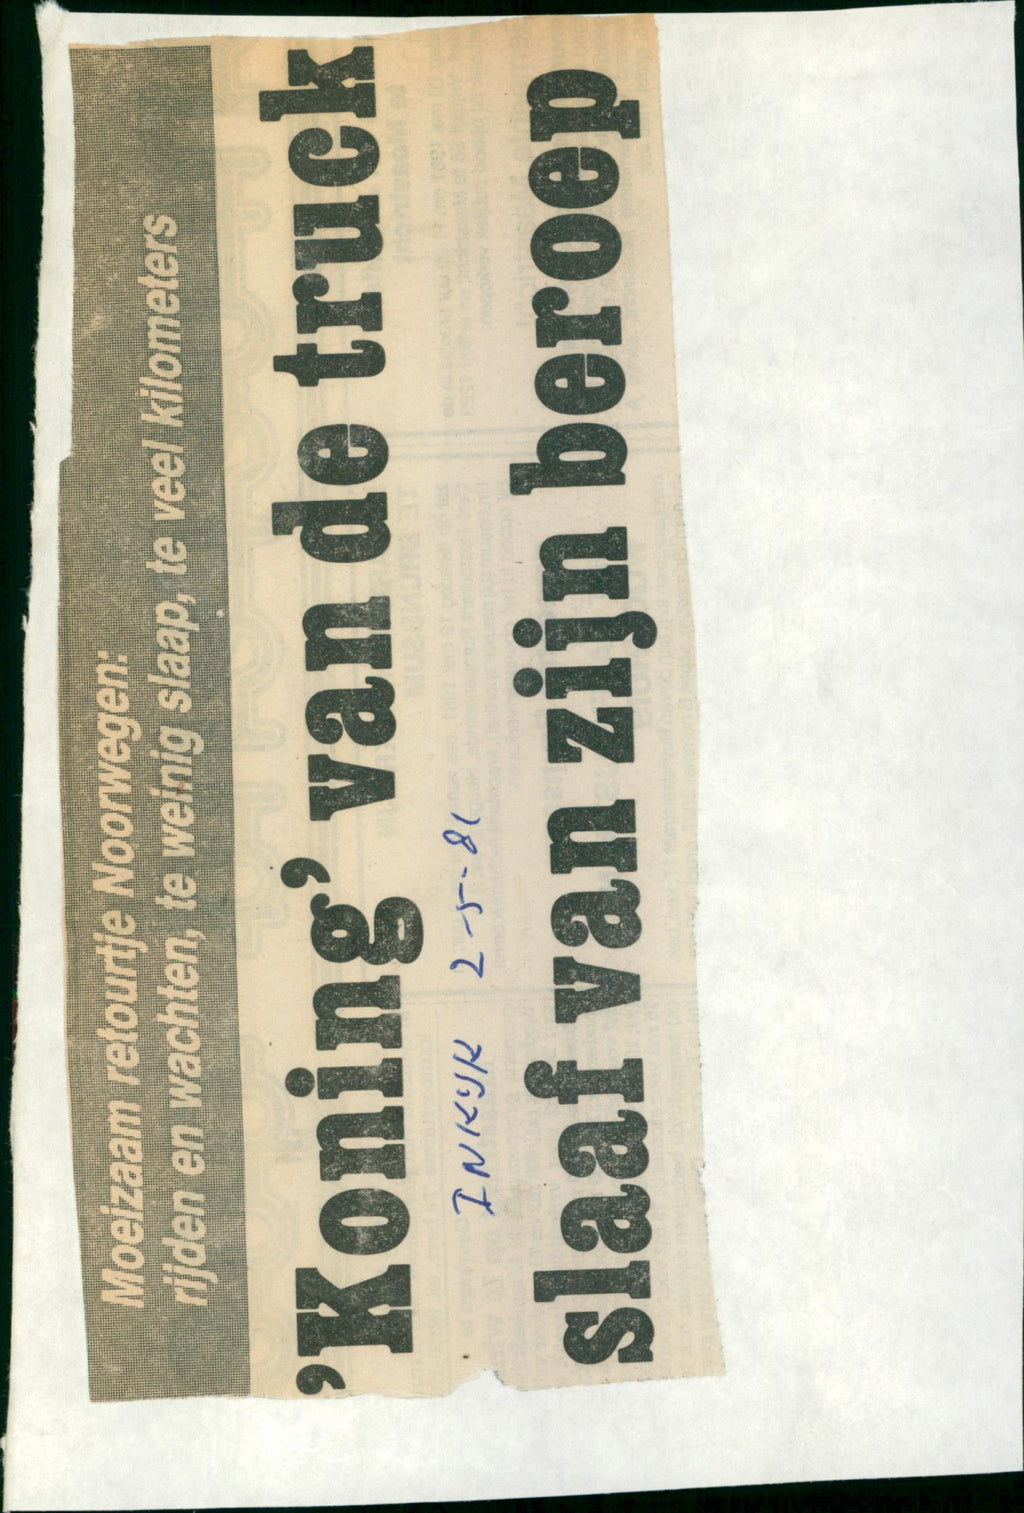 Moeizaam retourtje Noorwegen:
rijden en wachten, te weinig slaap, te veel kilometers
'Koning' van de truck
INKIJK 2-5-81
slaaf van zijn beroep